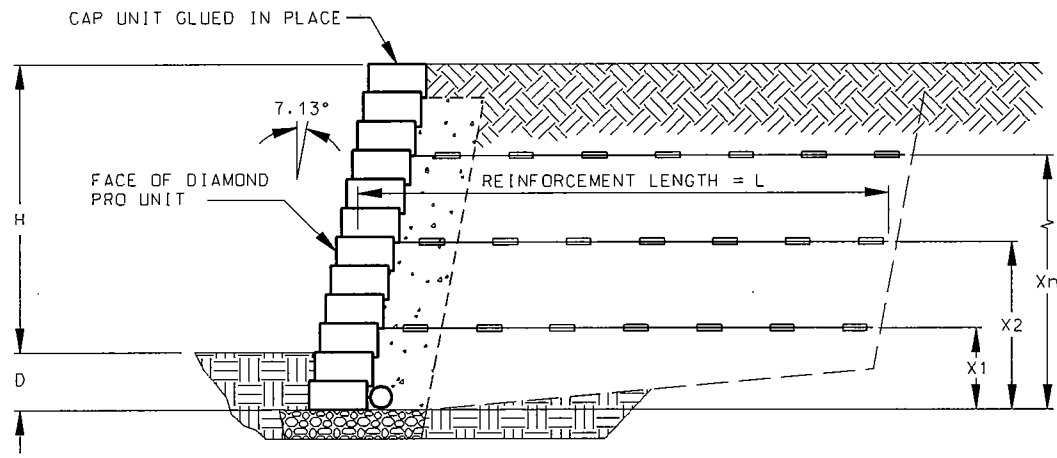 CAP UNIT GLUED IN PLACE
7.13°
FACE OF DIAMOND
PRO UNIT
REINFORCEMENT LENGTH = L
H
D
X1
X2
Xn